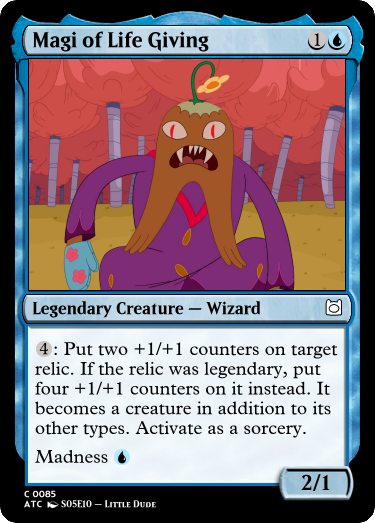 Magi of Life Giving 1
Legendary Creature — Wizard
4: Put two +1/+1 counters on target
relic. If the relic was legendary, put
four +1/+1 counters on it instead. It
becomes a creature in addition to its
other types. Activate as a sorcery.
Madness
2/1
C 0085
ATC S05E10 – Little Dude